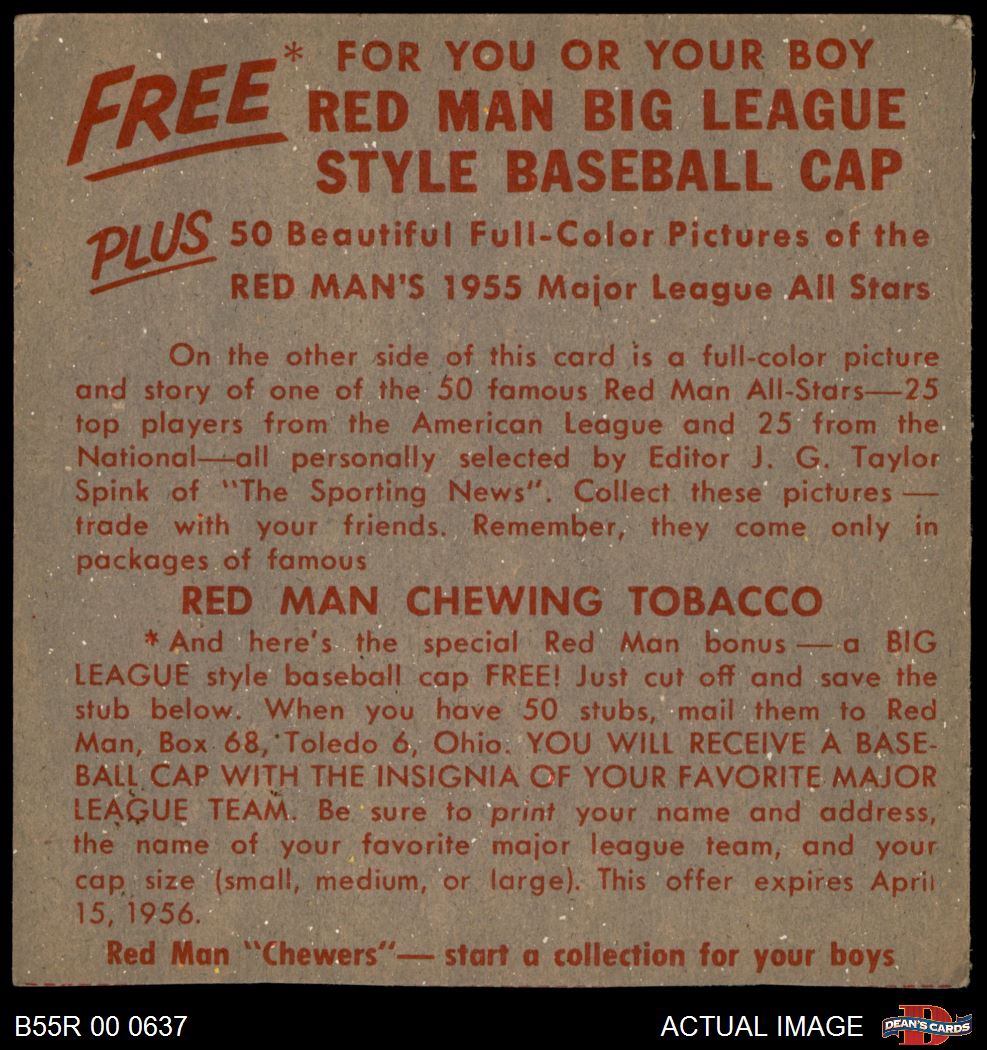 FREE* FOR YOU OR YOUR BOY
RED MAN BIG LEAGUE
STYLE BASEBALL CAP
PLUS 50 Beautiful Full-Color Pictures of the
RED MAN'S 1955 Major League All Stars
On the other side of this card is a full-color picture
and story of one of the 50 famous Red Man All-Stars—25
top players from the American League and 25 from the
National—all personally selected by Editor J. G. Taylor
Spink of "The Sporting News". Collect these pictures —
trade with your friends. Remember, they come only in
packages of famous
RED MAN CHEWING TOBACCO
* And here's the special Red Man bonus — a BIG
LEAGUE style baseball cap FREE! Just cut off and save the
stub below. When you have 50 stubs, mail them to Red
Man, Box 68, Toledo 6, Ohio. YOU WILL RECEIVE A BASE-
BALL CAP WITH THE INSIGNIA OF YOUR FAVORITE MAJOR
LEAGUE TEAM. Be sure to print your name and address,
the name of your favorite major league team, and your
cap size (small, medium, or large). This offer expires April
15, 1956.
Red Man "Chewers"— start a collection for your boys
B55R 00 0637
ACTUAL IMAGE
DEAN'S CARDS